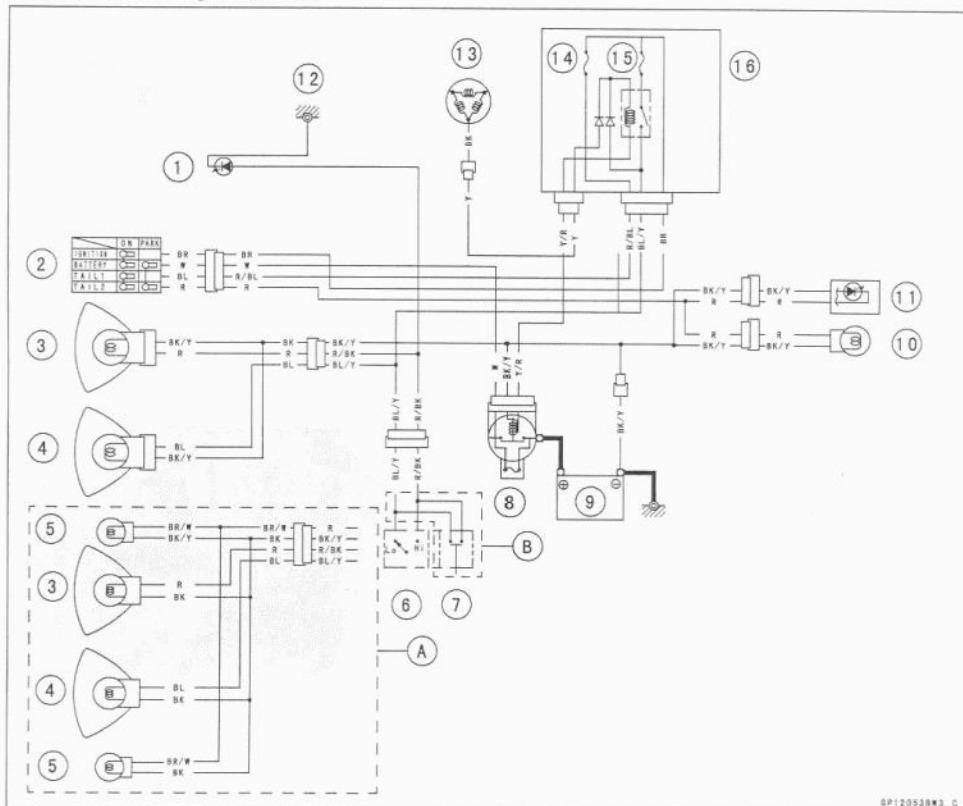 12
13
14
15
16
1
BK
Y
Y/R
Y
R/BL
BL/Y
BR
2
ON PARK
IGNITION
BATTERY
TAIL1
TAIL2
BR BR
W W
BL R/BL
R R
BK/Y BK/Y
R R
11
R R
BK/Y BK/Y
10
3
BK/Y BK BK/Y
R R R/BK
BL BL/Y
W
BK/Y
Y/R
BK/Y
4
BL
BK/Y
BL/Y
R/BK
BL/Y
R/BK
8
9
⊕ ⊖
5
BR/W BR/W R
BK/Y BK BK/Y
R R/BK
BL BL/Y
Hi
B
3
R
BK
6
7
A
4
BL
BK
5
BR/W
BK